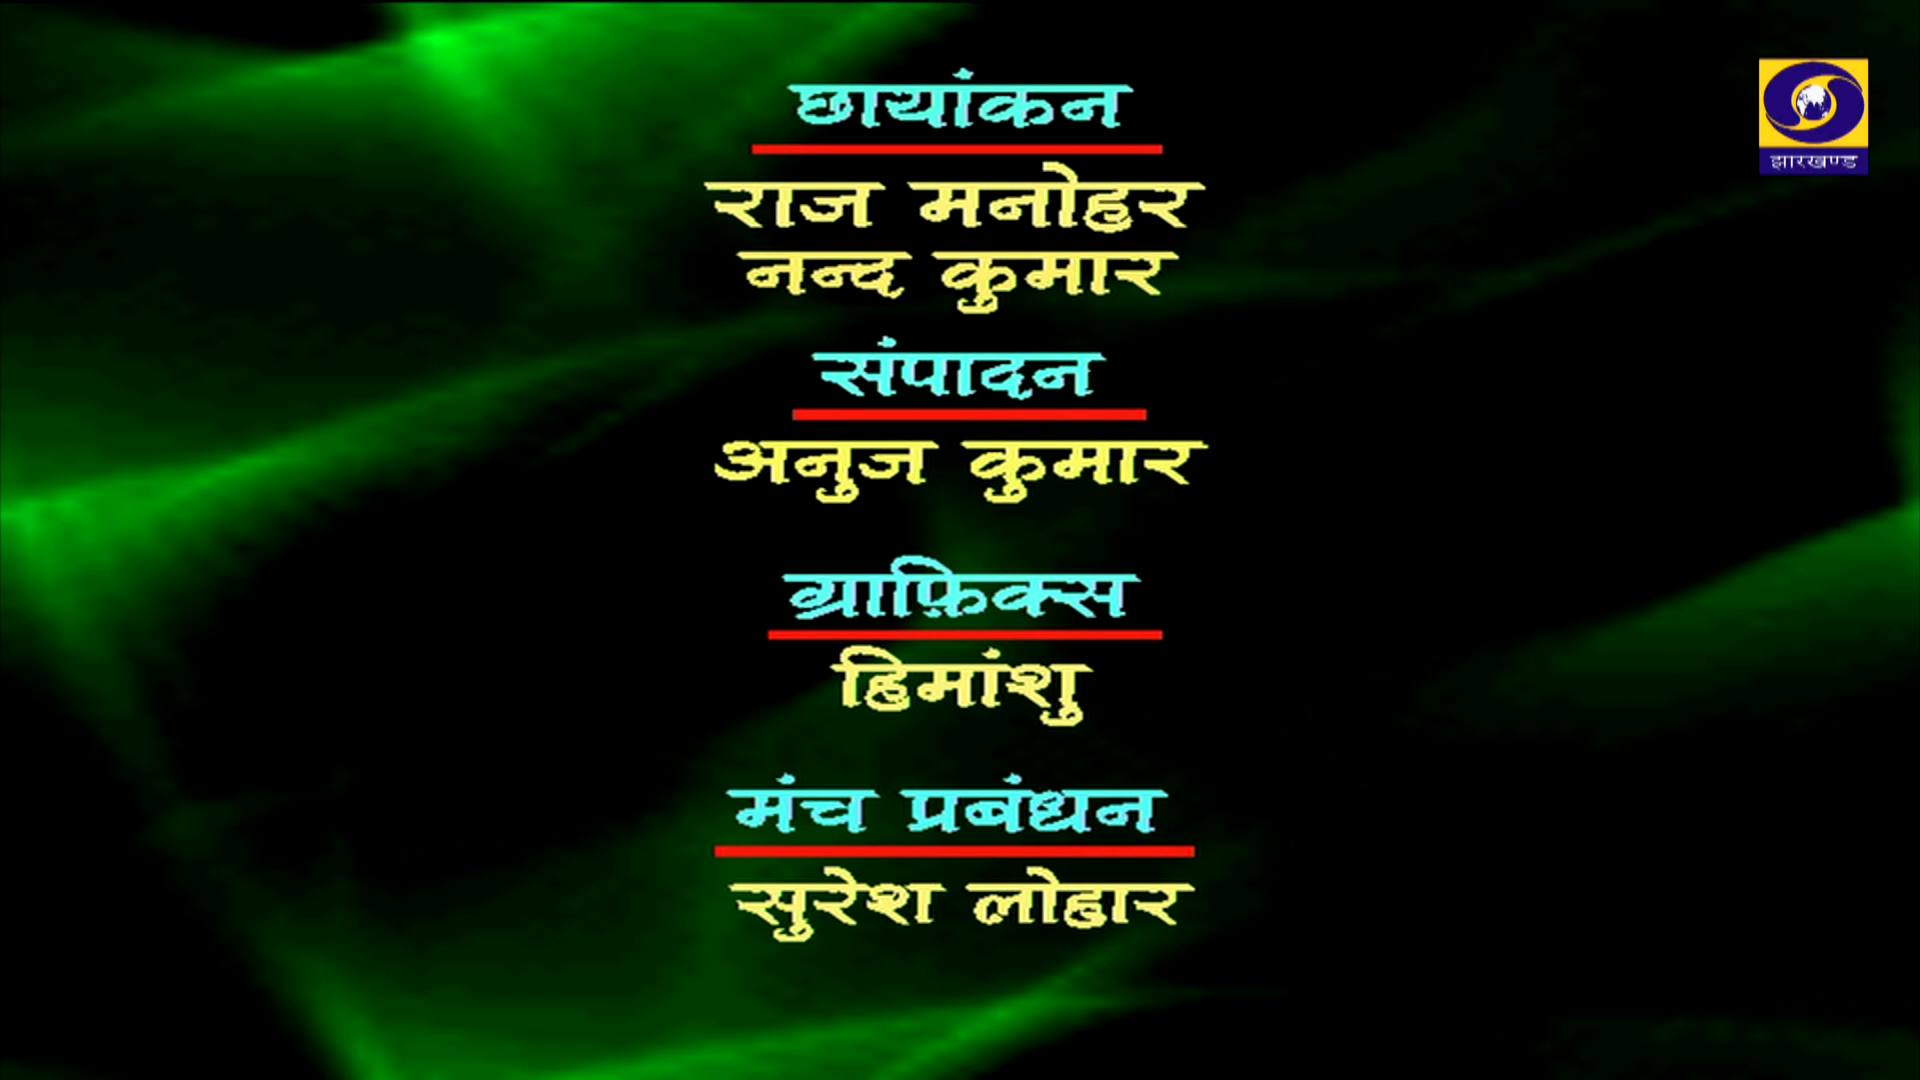 छायांकन
झारखण्ड
राज मनोहर
नन्द कुमार
संपादन
अनुज कुमार
ग्राफ़िक्स
हिमांशु
मंच प्रबंधन
सुरेश लोहार